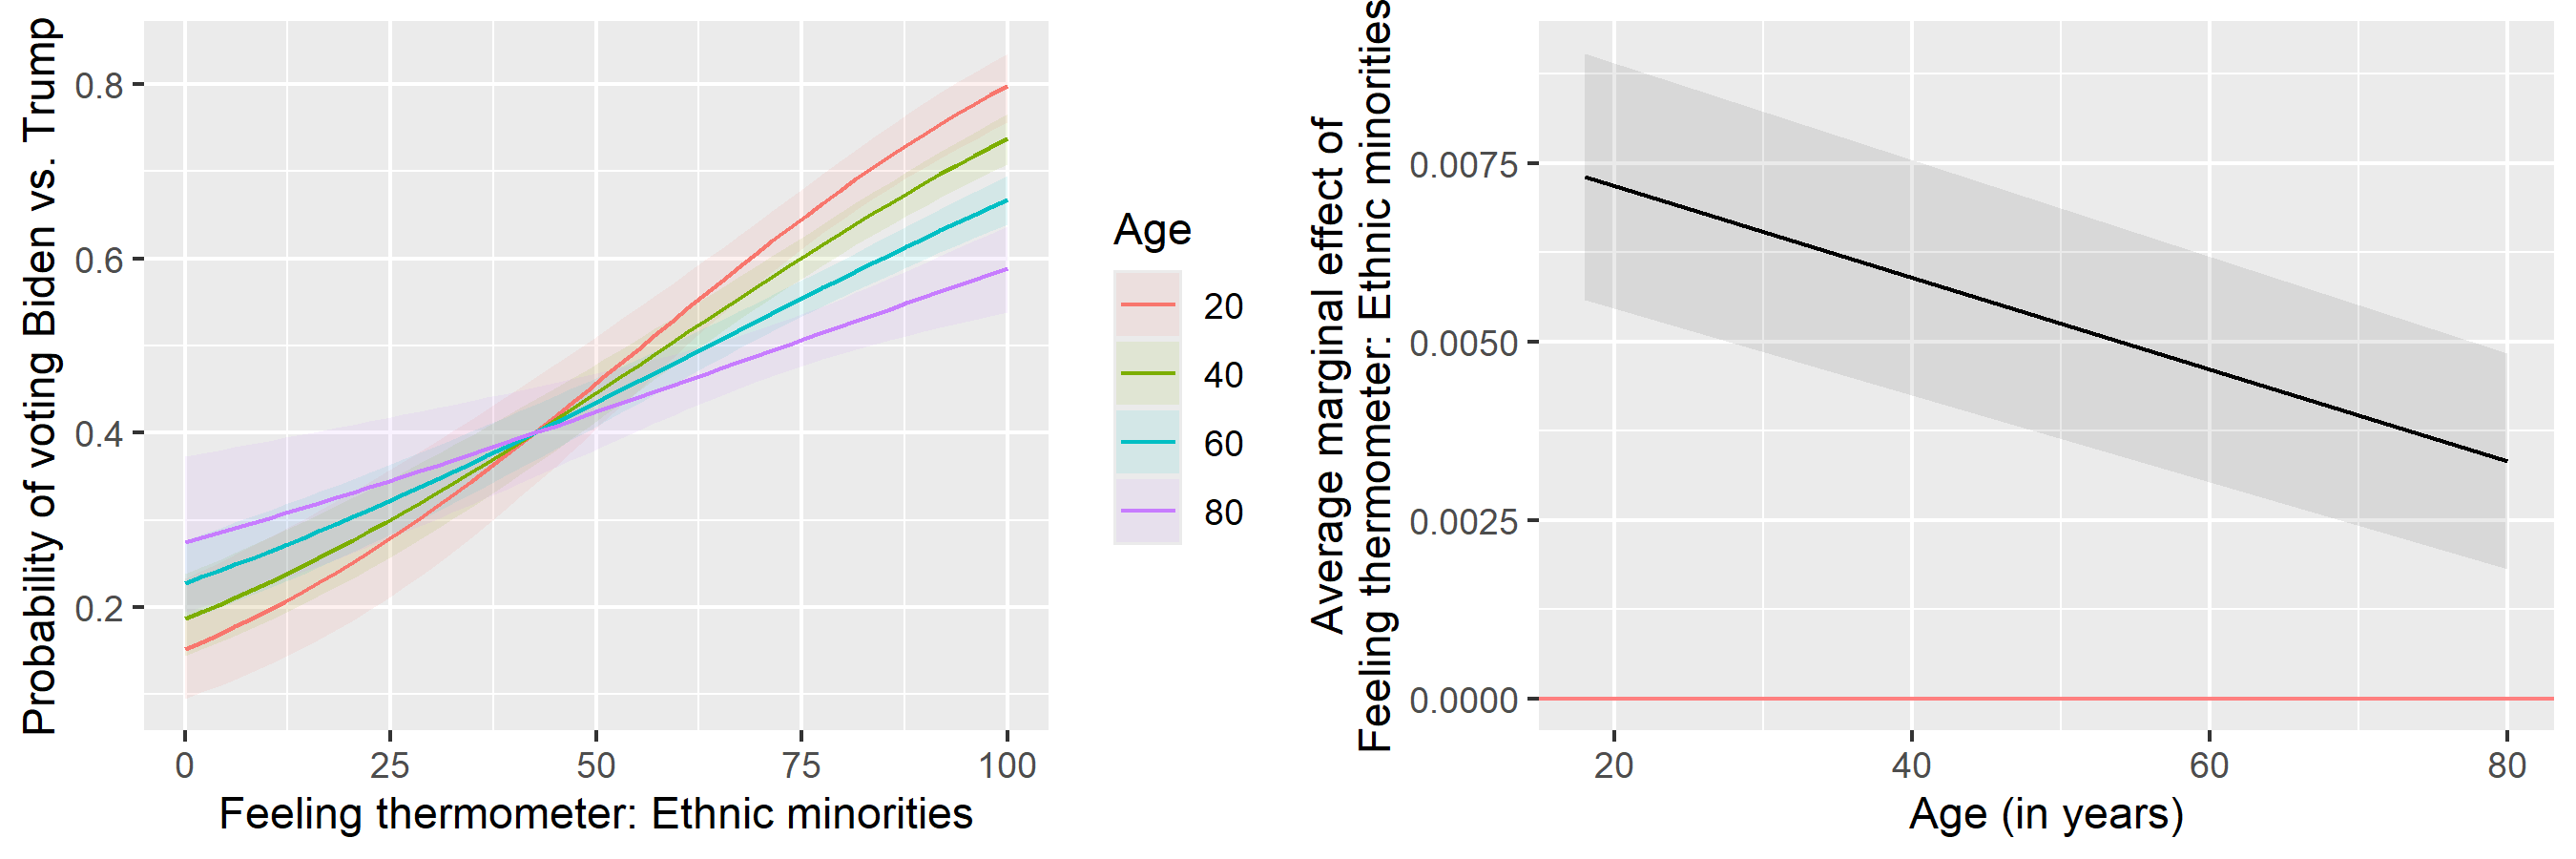 Probability of voting Biden vs. Trump
0.8
0.6
0.4
0.2
0 25 50 75 100
Feeling thermometer: Ethnic minorities
Age
20
40
60
80
Average marginal effect of
Feeling thermometer: Ethnic minorities
0.0075
0.0050
0.0025
0.0000
20 40 60 80
Age (in years)